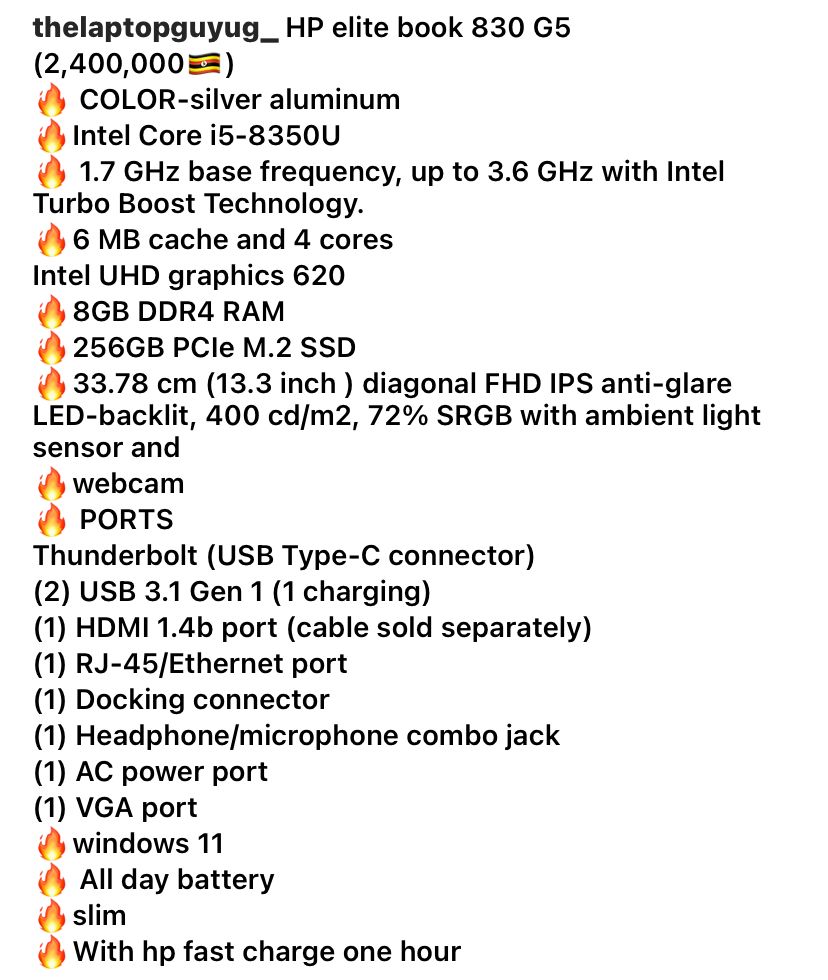 thelaptopguyug_ HP elite book 830 G5
(2,400,000🇺🇬)
🔥 COLOR-silver aluminum
🔥Intel Core i5-8350U
🔥 1.7 GHz base frequency, up to 3.6 GHz with Intel
Turbo Boost Technology.
🔥6 MB cache and 4 cores
Intel UHD graphics 620
🔥8GB DDR4 RAM
🔥256GB PCIe M.2 SSD
🔥33.78 cm (13.3 inch ) diagonal FHD IPS anti-glare
LED-backlit, 400 cd/m2, 72% SRGB with ambient light
sensor and
🔥webcam
🔥 PORTS
Thunderbolt (USB Type-C connector)
(2) USB 3.1 Gen 1 (1 charging)
(1) HDMI 1.4b port (cable sold separately)
(1) RJ-45/Ethernet port
(1) Docking connector
(1) Headphone/microphone combo jack
(1) AC power port
(1) VGA port
🔥windows 11
🔥 All day battery
🔥slim
🔥With hp fast charge one hour